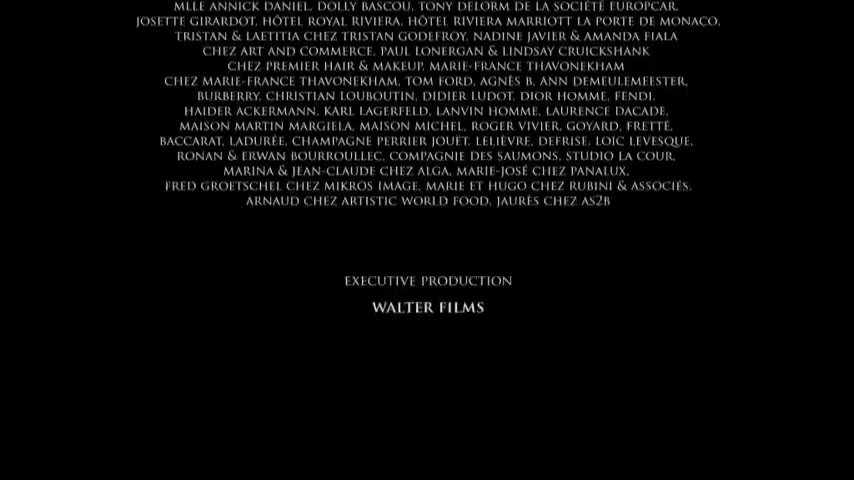 MLLE ANNICK DANIEL, DOLLY BASCOU, TONY DELORM DE LA SOCIÉTÉ EUROPCAR,
JOSETTE GIRARDOT, HÔTEL ROYAL RIVIERA, HÔTEL RIVIERA MARRIOTT LA PORTE DE MONACO,
TRISTAN & LAETITIA CHEZ TRISTAN GODEFROY, NADINE JAVIER & AMANDA FIALA
CHEZ ART AND COMMERCE, PAUL LONERGAN & LINDSAY CRUICKSHANK
CHEZ PREMIER HAIR & MAKEUP, MARIE-FRANCE THAVONEKHAM
CHEZ MARIE-FRANCE THAVONEKHAM, TOM FORD, AGNÈS B, ANN DEMEULEMEESTER,
BURBERRY, CHRISTIAN LOUBOUTIN, DIDIER LUDOT, DIOR HOMME, FENDI,
HAIDER ACKERMANN, KARL LAGERFELD, LANVIN HOMME, LAURENCE DACADE,
MAISON MARTIN MARGIELA, MAISON MICHEL, ROGER VIVIER, GOYARD, FRETTÉ,
BACCARAT, LADURÉE, CHAMPAGNE PERRIER JOUËT, LELIÈVRE, DEFRISE, LOÏC LEVESQUE,
RONAN & ERWAN BOURROULLEC, COMPAGNIE DES SAUMONS, STUDIO LA COUR,
MARINA & JEAN-CLAUDE CHEZ ALGA, MARIE-JOSÉ CHEZ PANALUX,
FRED GROETSCHEL CHEZ MIKROS IMAGE, MARIE ET HUGO CHEZ RUBINI & ASSOCIÉS,
ARNAUD CHEZ ARTISTIC WORLD FOOD, JAURÈS CHEZ AS2B
EXECUTIVE PRODUCTION
WALTER FILMS